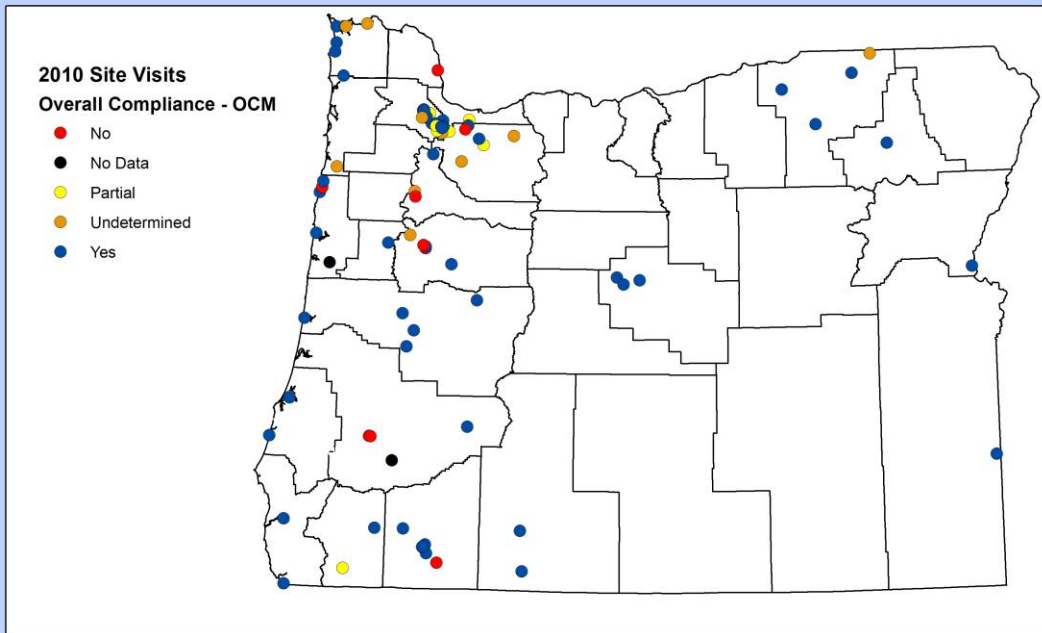 2010 Site Visits
Overall Compliance - OCM
No
No Data
Partial
Undetermined
Yes